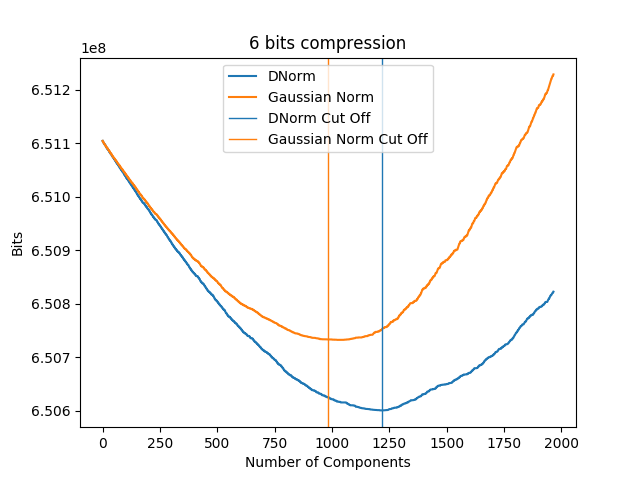 6 bits compression
1e8
DNorm
Gaussian Norm
DNorm Cut Off
Gaussian Norm Cut Off
6.512
6.511
6.510
6.509
6.508
6.507
6.506
Bits
0 250 500 750 1000 1250 1500 1750 2000
Number of Components